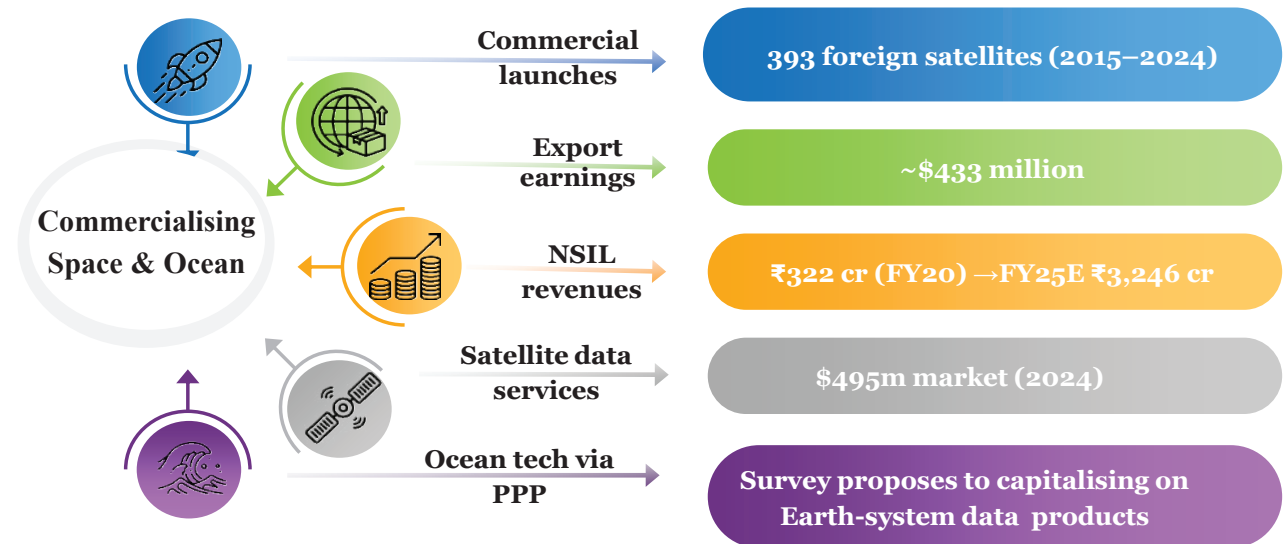 Commercialising
Space & Ocean
Commercial
launches
393 foreign satellites (2015–2024)
Export
earnings
~$433 million
NSIL
revenues
₹322 cr (FY20) →FY25E ₹3,246 cr
Satellite data
services
$495m market (2024)
Ocean tech via
PPP
Survey proposes to capitalising on
Earth-system data products